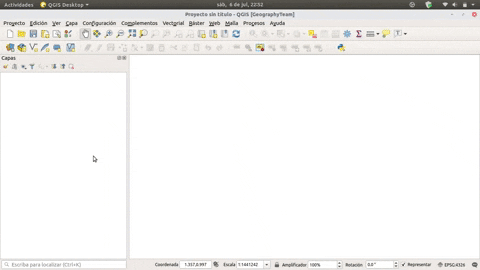 Actividades QGIS Desktop sáb, 6 de jul, 22:52
Proyecto sin título - QGIS [GeographyTeam]
Proyecto Edición Ver Capa Configuración Complementos Vectorial Ráster Web Malla Procesos Ayuda
Capas
Escriba para localizar (Ctrl+K) Coordenada 1.357,0.997 Escala 1:1441242 Amplificador 100% Rotación 0.0 ° Representar EPSG:4326